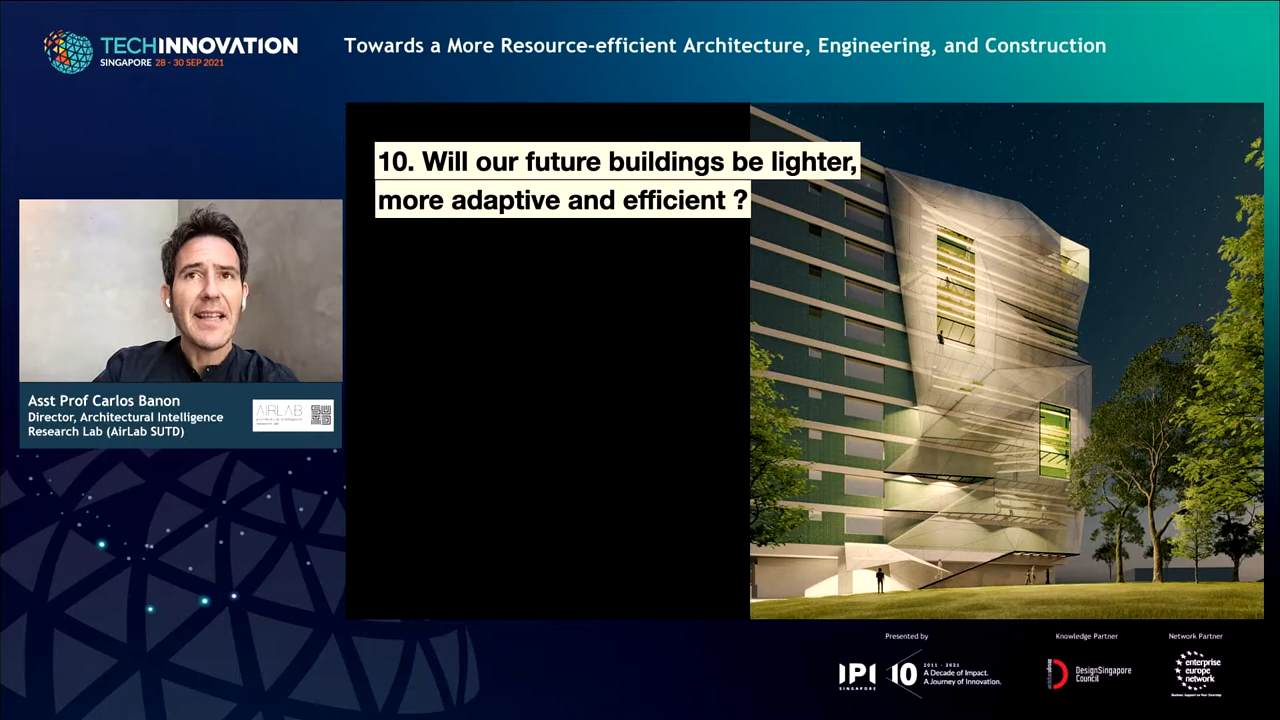 TECHINNOVATION
SINGAPORE 28 - 30 SEP 2021
Towards a More Resource-efficient Architecture, Engineering, and Construction
10. Will our future buildings be lighter,
more adaptive and efficient ?
Asst Prof Carlos Banon
Director, Architectural Intelligence
Research Lab (AirLab SUTD)
AIRLAB
Presented by
IPI
SINGAPORE
10
2011 - 2021
A Decade of Impact.
A Journey of Innovation.
Knowledge Partner
DesignSingapore
Council
Network Partner
enterprise
europe
network